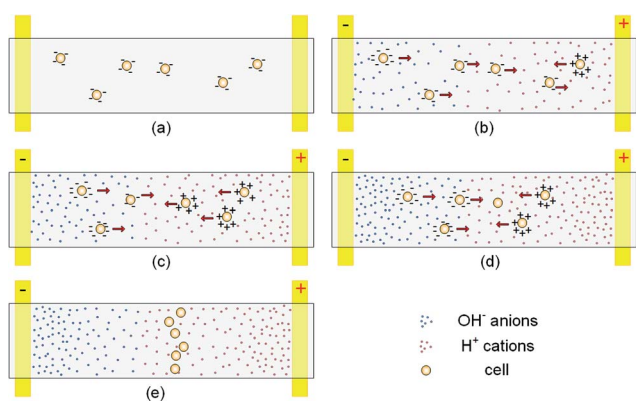 (a)
- +
(b)
- +
(c)
- +
(d)
- +
(e)
OH⁻ anions
H⁺ cations
cell